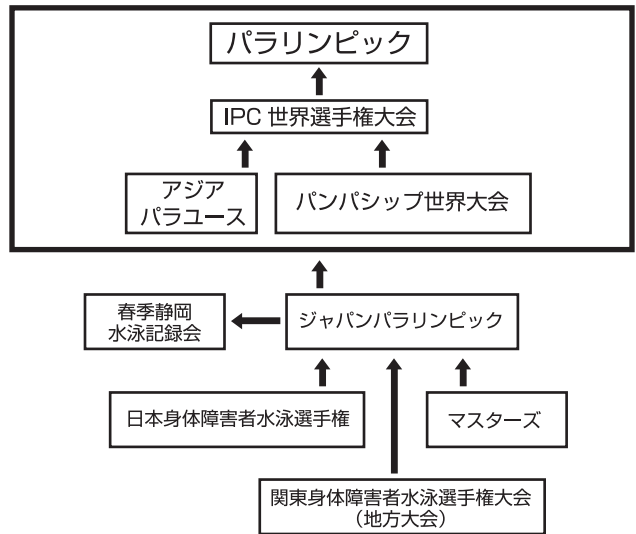 パラリンピック
IPC 世界選手権大会
アジア
パラユース
パンパシップ世界大会
春季静岡
水泳記録会
ジャパンパラリンピック
日本身体障害者水泳選手権
マスターズ
関東身体障害者水泳選手権大会
（地方大会）